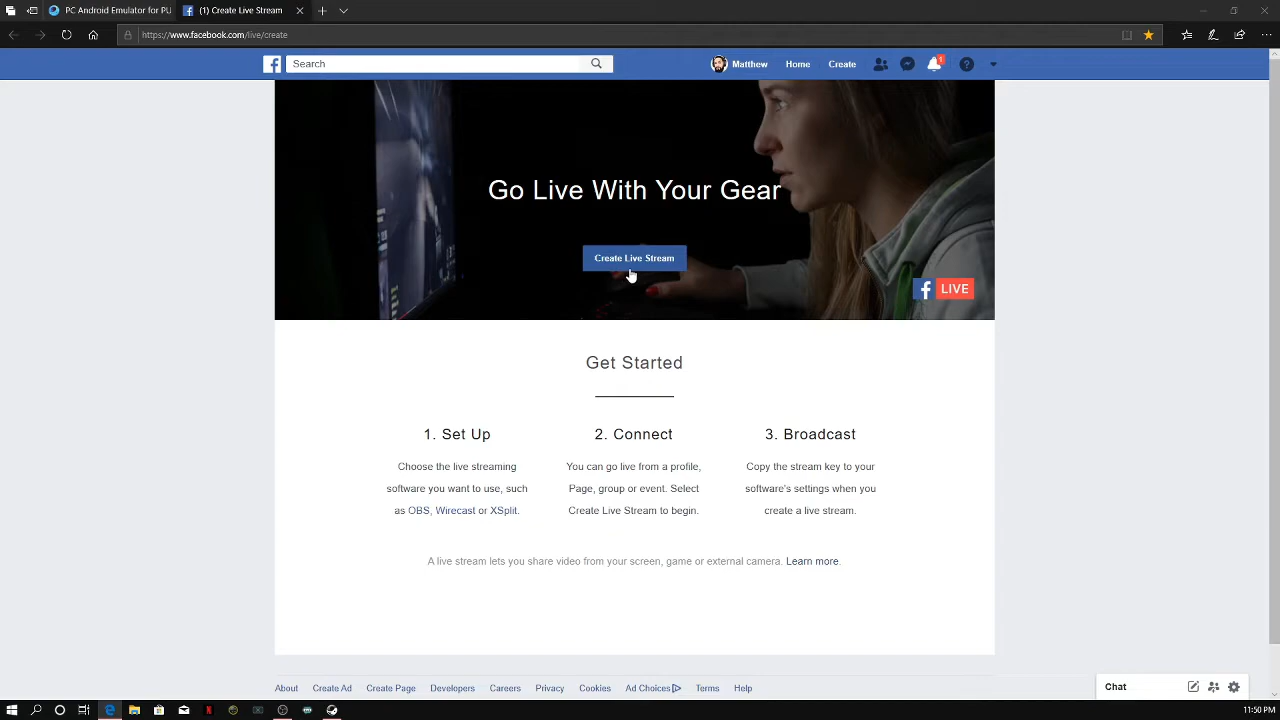 PC Android Emulator for PU
(1) Create Live Stream
https://www.facebook.com/live/create
Search
Matthew
Home
Create
1
Go Live With Your Gear
Create Live Stream
LIVE
Get Started
1. Set Up
Choose the live streaming
software you want to use, such
as OBS, Wirecast or XSplit.
2. Connect
You can go live from a profile,
Page, group or event. Select
Create Live Stream to begin.
3. Broadcast
Copy the stream key to your
software's settings when you
create a live stream.
A live stream lets you share video from your screen, game or external camera. Learn more.
About Create Ad Create Page Developers Careers Privacy Cookies Ad Choices Terms Help
Chat
11:50 PM